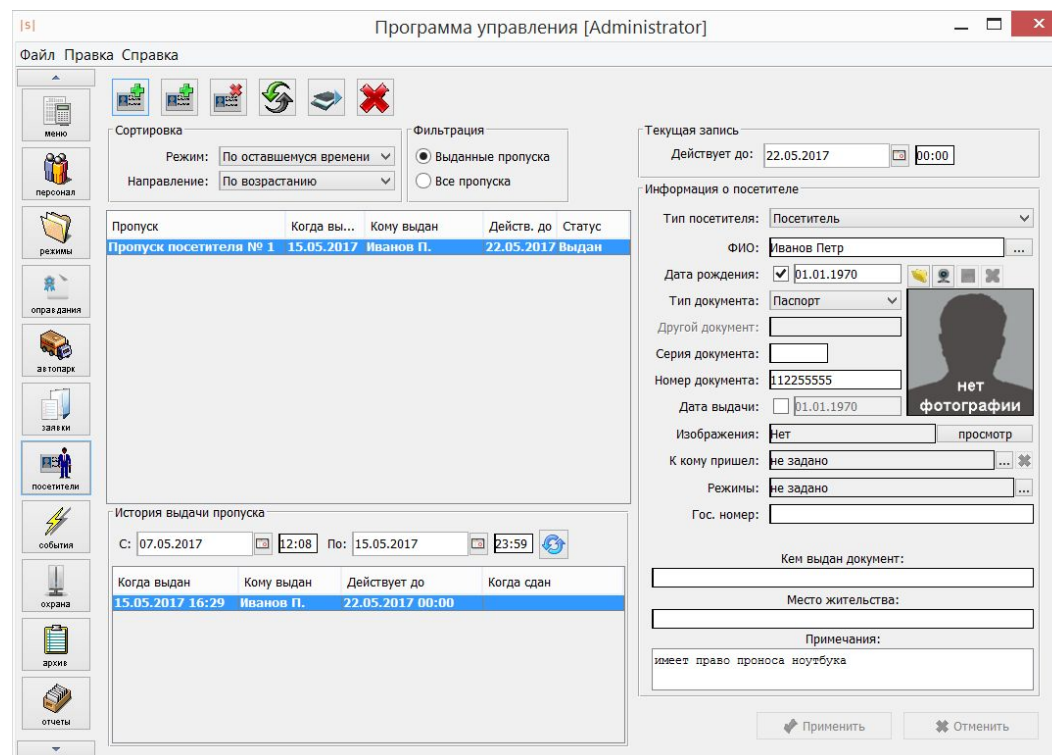 |s|
Программа управления [Administrator]
Файл Правка Справка
меню
персонал
режимы
оправдания
автопарк
заявки
посетители
события
охрана
архив
отчеты
Сортировка
Режим: По оставшемуся времени
Направление: По возрастанию
Фильтрация
Выданные пропуска
Все пропуска
Пропуск Когда вы... Кому выдан Действ. до Статус
Пропуск посетителя № 1 15.05.2017 Иванов П. 22.05.2017 Выдан
История выдачи пропуска
С: 07.05.2017 12:08 По: 15.05.2017 23:59
Когда выдан Кому выдан Действует до Когда сдан
15.05.2017 16:29 Иванов П. 22.05.2017 00:00
Текущая запись
Действует до: 22.05.2017 00:00
Информация о посетителе
Тип посетителя: Посетитель
ФИО: Иванов Петр ...
Дата рождения: 01.01.1970
Тип документа: Паспорт
Другой документ:
Серия документа:
Номер документа: 112255555
Дата выдачи: 01.01.1970
нет
фотографии
Изображения: Нет просмотр
К кому пришел: не задано ...
Режимы: не задано ...
Гос. номер:
Кем выдан документ:
Место жительства:
Примечания:
имеет право проноса ноутбука
Применить Отменить